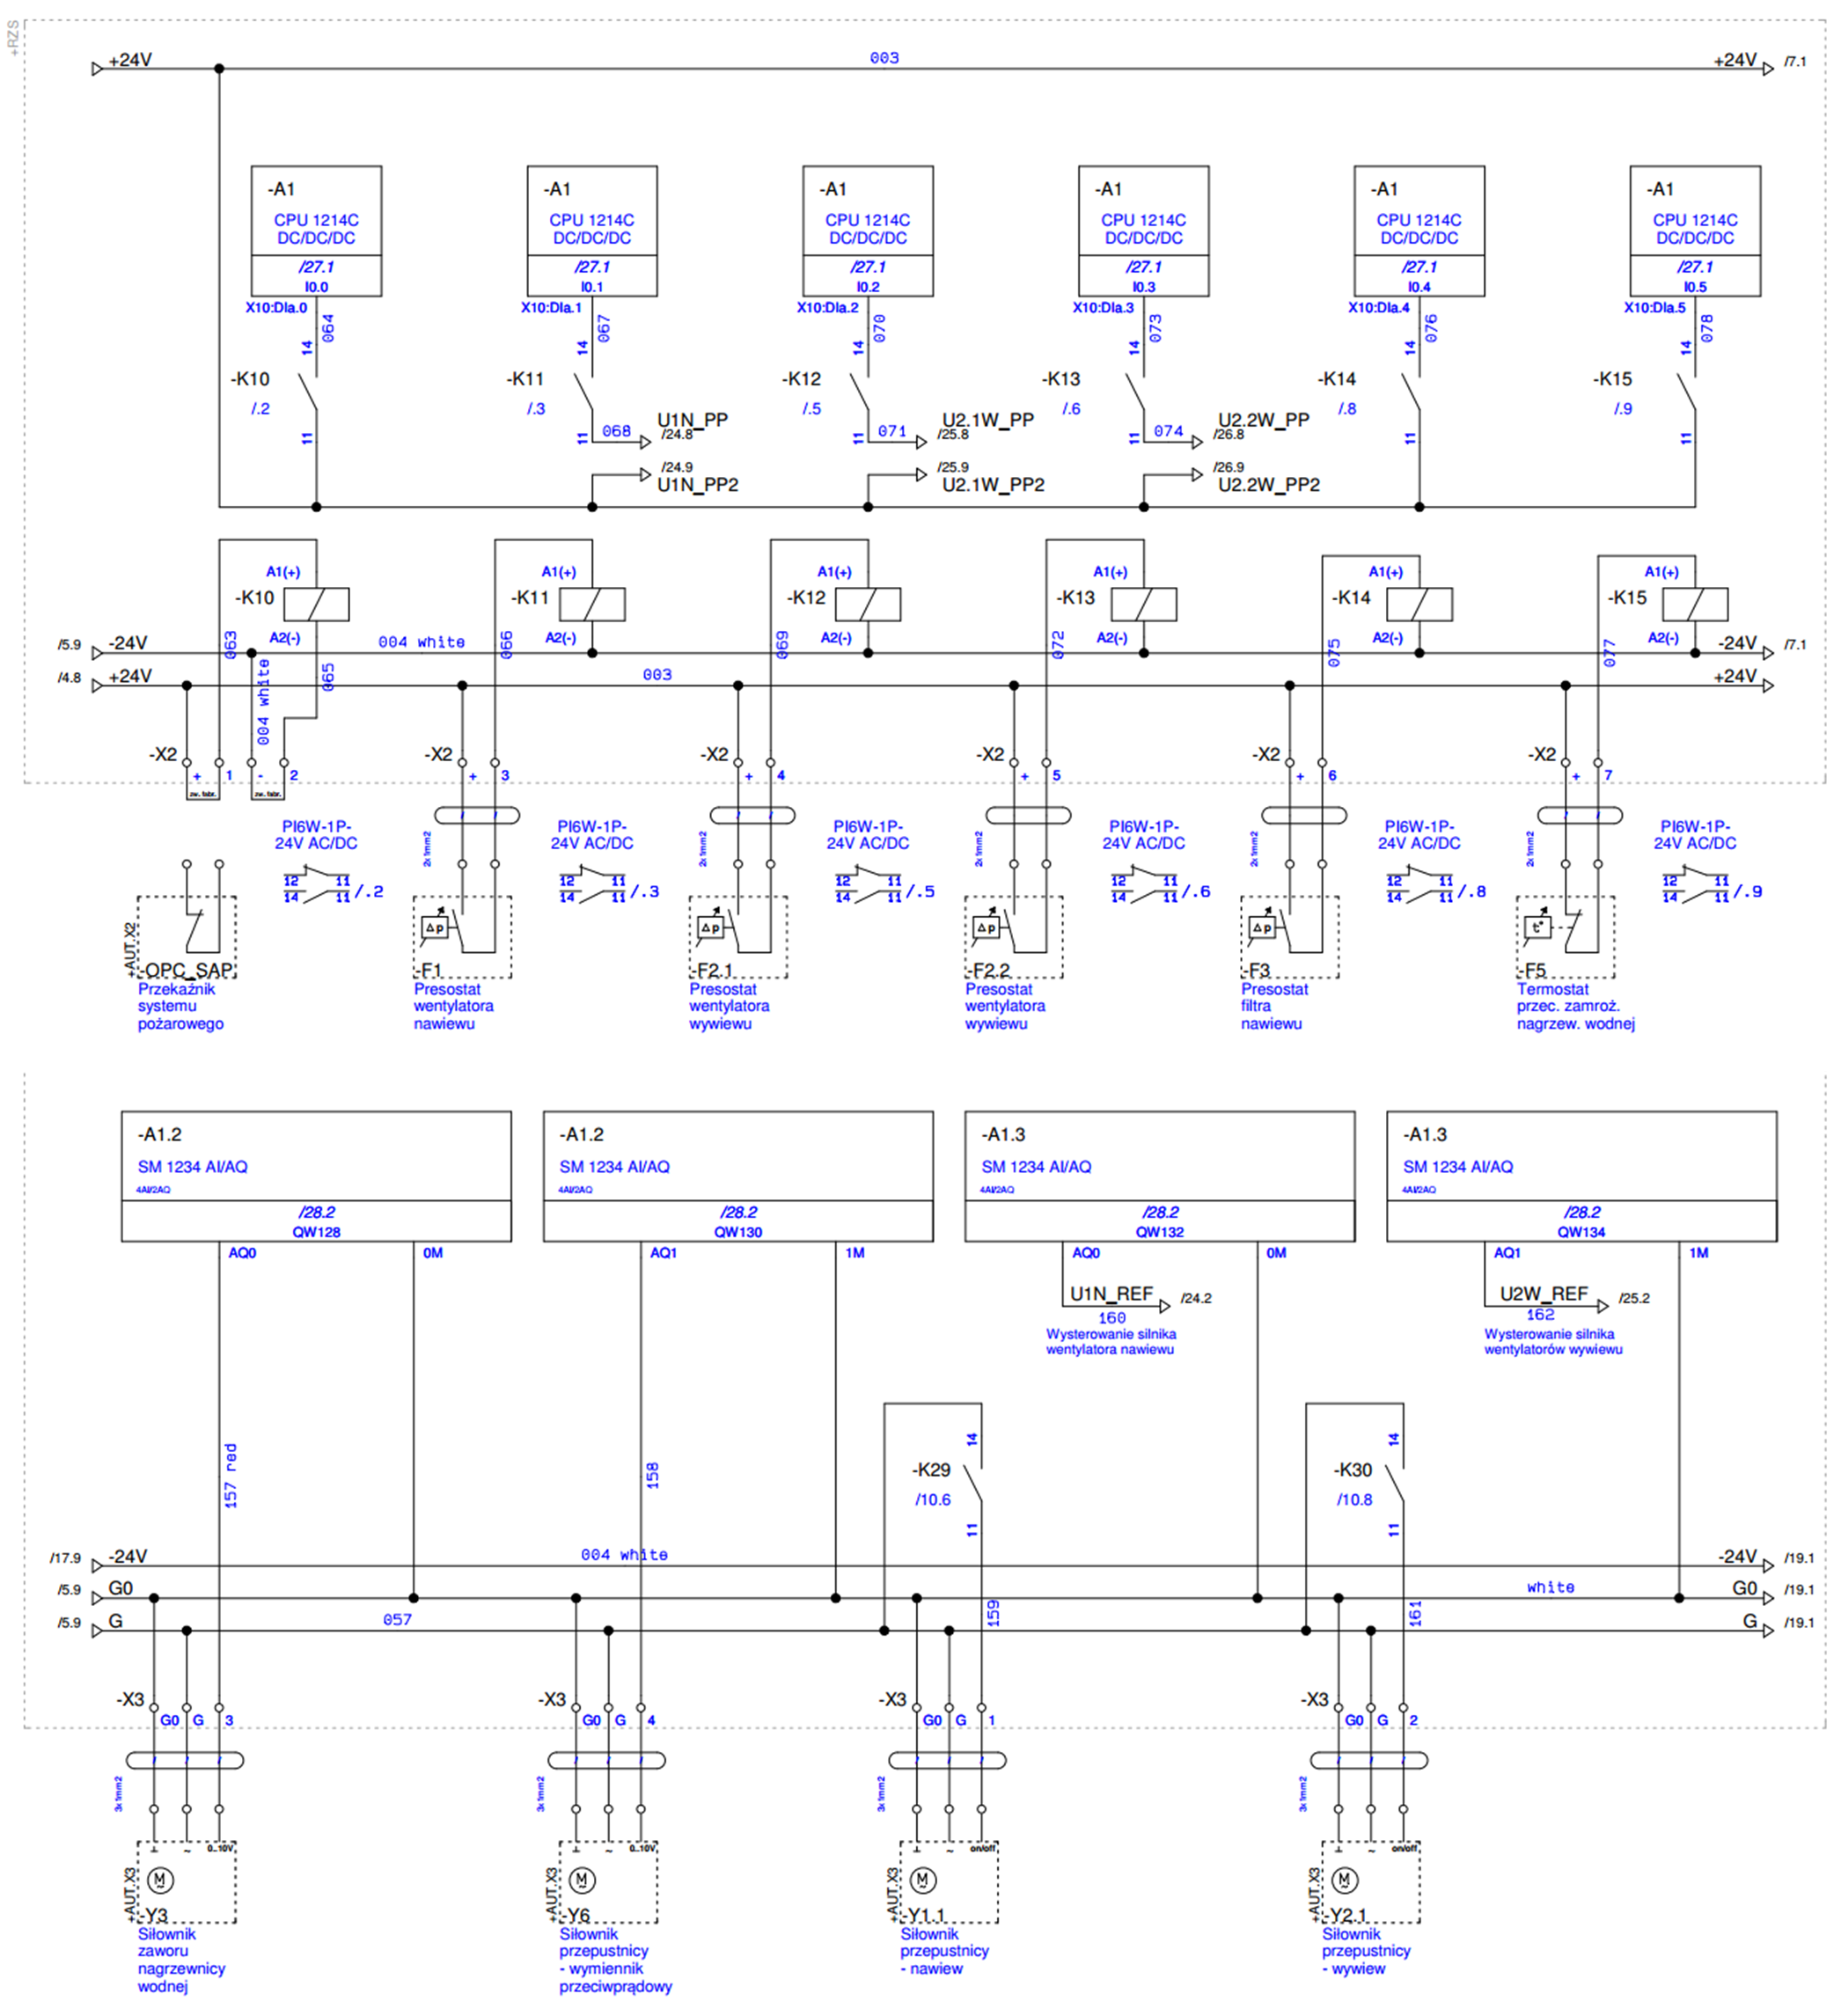 +RZS
+24V 003 +24V /7.1
-A1 -A1 -A1 -A1 -A1 -A1
CPU 1214C CPU 1214C CPU 1214C CPU 1214C CPU 1214C CPU 1214C
DC/DC/DC DC/DC/DC DC/DC/DC DC/DC/DC DC/DC/DC DC/DC/DC
/27.1 /27.1 /27.1 /27.1 /27.1 /27.1
I0.0 I0.1 I0.2 I0.3 I0.4 I0.5
X10:DIa.0 X10:DIa.1 X10:DIa.2 X10:DIa.3 X10:DIa.4 X10:DIa.5
064 067 070 073 076 078
14 14 14 14 14 14
-K10 -K11 -K12 -K13 -K14 -K15
/.2 /.3 /.5 /.6 /.8 /.9
U1N_PP U2.1W_PP U2.2W_PP
11 11 068 /24.8 11 071 /25.8 11 074 /26.8 11 11
/24.9 /25.9 /26.9
U1N_PP2 U2.1W_PP2 U2.2W_PP2
A1(+) A1(+) A1(+) A1(+) A1(+) A1(+)
-K10 -K11 -K12 -K13 -K14 -K15
A2(-) A2(-) A2(-) A2(-) A2(-) A2(-)
/5.9 -24V 063 004 white 066 069 072 075 077 -24V /7.1
/4.8 +24V 004 white 065 003 +24V
-X2 -X2 -X2 -X2 -X2 -X2
+ 1 - 2 + 3 + 4 + 5 + 6 + 7
zw. fabr. zw. fabr.
2x1mm2 2x1mm2 2x1mm2 2x1mm2 2x1mm2
PI6W-1P- PI6W-1P- PI6W-1P- PI6W-1P- PI6W-1P- PI6W-1P-
24V AC/DC 24V AC/DC 24V AC/DC 24V AC/DC 24V AC/DC 24V AC/DC
12 11 12 11 12 11 12 11 12 11 12 11
14 11 /.2 14 11 /.3 14 11 /.5 14 11 /.6 14 11 /.8 14 11 /.9
Δp Δp Δp Δp t°
+AUT.X2
-OPC_SAP -F1 -F2.1 -F2.2 -F3 -F5
Przekaźnik Presostat Presostat Presostat Presostat Termostat
systemu wentylatora wentylatora wentylatora filtra przec. zamroż.
pożarowego nawiewu wywiewu wywiewu nawiewu nagrzew. wodnej
-A1.2 -A1.2 -A1.3 -A1.3
SM 1234 AI/AQ SM 1234 AI/AQ SM 1234 AI/AQ SM 1234 AI/AQ
4AI/2AQ 4AI/2AQ 4AI/2AQ 4AI/2AQ
/28.2 /28.2 /28.2 /28.2
QW128 QW130 QW132 QW134
AQ0 0M AQ1 1M AQ0 0M AQ1 1M
U1N_REF /24.2 U2W_REF /25.2
160 162
Wysterowanie silnika Wysterowanie silnika
wentylatora nawiewu wentylatorów wywiewu
14 14
157 red 158 -K29 -K30
/10.6 /10.8
11 11
/17.9 -24V 004 white -24V /19.1
/5.9 G0 white G0 /19.1
/5.9 G 057 159 161 G /19.1
-X3 -X3 -X3 -X3
G0 G 3 G0 G 4 G0 G 1 G0 G 2
3x1mm2 3x1mm2 3x1mm2 3x1mm2
⊥ ~ 0..10V ⊥ ~ 0..10V ⊥ ~ on/off ⊥ ~ on/off
M M M M
+AUT.X3 +AUT.X3 +AUT.X3 +AUT.X3
-Y3 -Y6 -Y1.1 -Y2.1
Siłownik Siłownik Siłownik Siłownik
zaworu przepustnicy przepustnicy przepustnicy
nagrzewnicy - wymiennik - nawiew - wywiew
wodnej przeciwprądowy